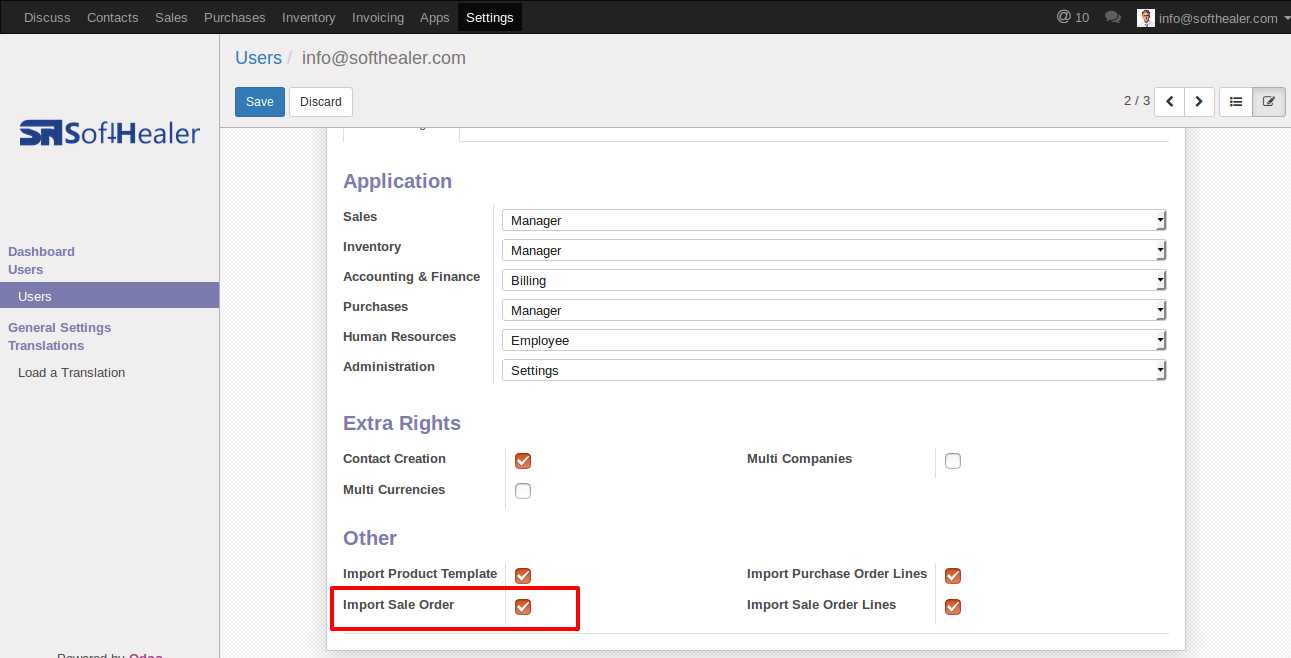 Discuss Contacts Sales Purchases Inventory Invoicing Apps Settings @ 10 info@softhealer.com
Users / info@softhealer.com
Save Discard 2 / 3
SoftHealer
Dashboard
Users
Users
General Settings
Translations
Load a Translation
Powered by Odoo
Application
Sales Manager
Inventory Manager
Accounting & Finance Billing
Purchases Manager
Human Resources Employee
Administration Settings
Extra Rights
Contact Creation Multi Companies
Multi Currencies
Other
Import Product Template Import Purchase Order Lines
Import Sale Order Import Sale Order Lines